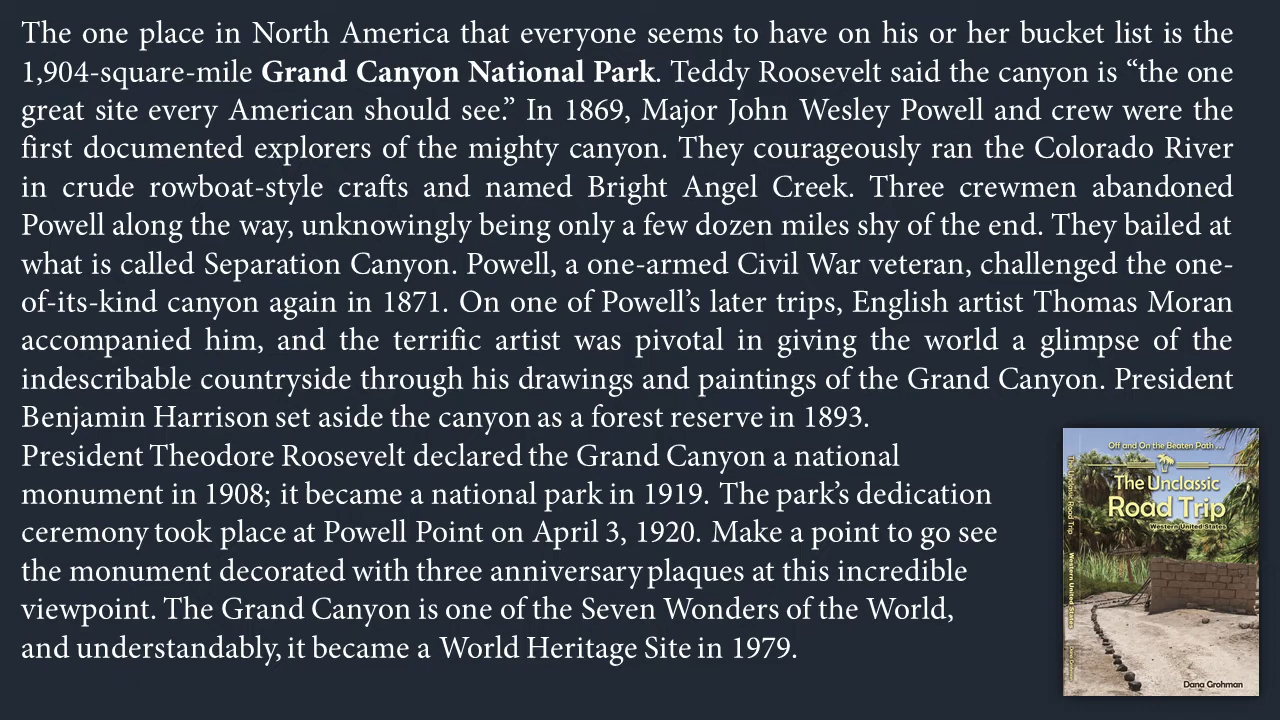 The one place in North America that everyone seems to have on his or her bucket list is the
1,904-square-mile Grand Canyon National Park. Teddy Roosevelt said the canyon is “the one
great site every American should see.” In 1869, Major John Wesley Powell and crew were the
first documented explorers of the mighty canyon. They courageously ran the Colorado River
in crude rowboat-style crafts and named Bright Angel Creek. Three crewmen abandoned
Powell along the way, unknowingly being only a few dozen miles shy of the end. They bailed at
what is called Separation Canyon. Powell, a one-armed Civil War veteran, challenged the one-
of-its-kind canyon again in 1871. On one of Powell’s later trips, English artist Thomas Moran
accompanied him, and the terrific artist was pivotal in giving the world a glimpse of the
indescribable countryside through his drawings and paintings of the Grand Canyon. President
Benjamin Harrison set aside the canyon as a forest reserve in 1893.
President Theodore Roosevelt declared the Grand Canyon a national
monument in 1908; it became a national park in 1919. The park’s dedication
ceremony took place at Powell Point on April 3, 1920. Make a point to go see
the monument decorated with three anniversary plaques at this incredible
viewpoint. The Grand Canyon is one of the Seven Wonders of the World,
and understandably, it became a World Heritage Site in 1979.
Off and On the Beaten Path ...
The Unclassic
Road Trip
Western United States
The Unclassic Road Trip Western United States Dana Grohman
Dana Grohman